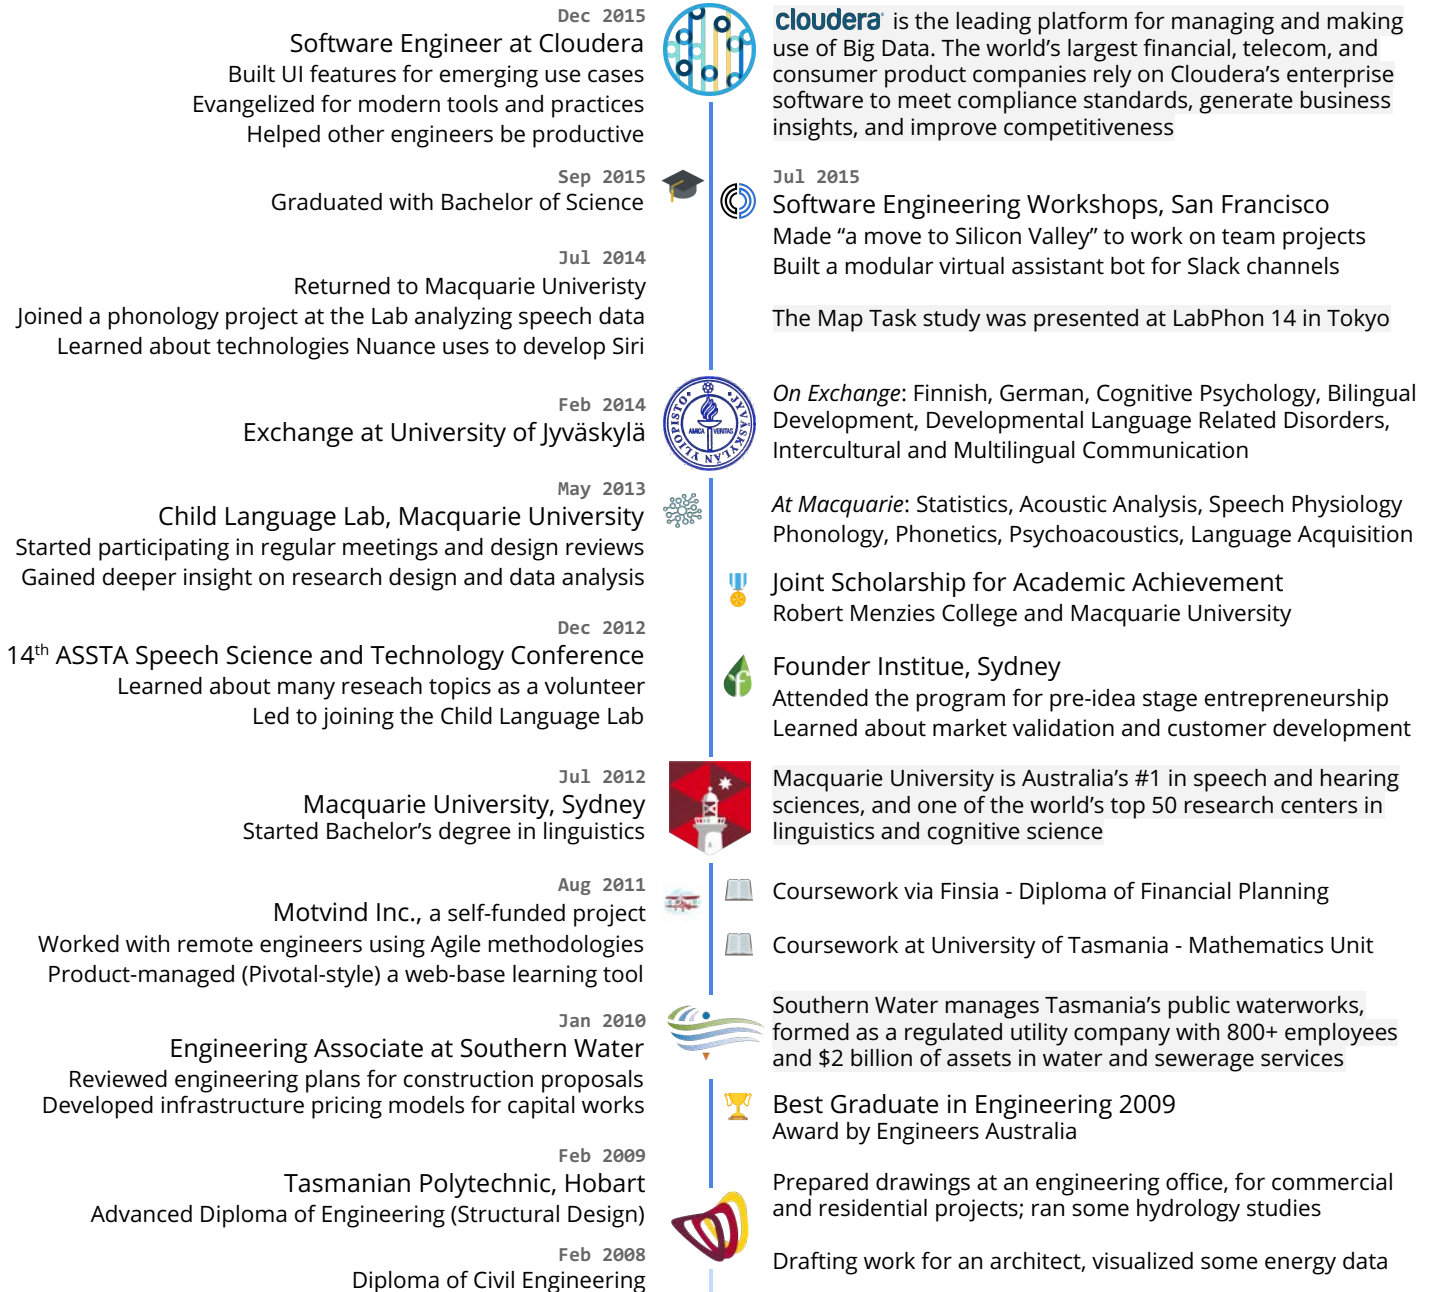 Dec 2015
Software Engineer at Cloudera
Built UI features for emerging use cases
Evangelized for modern tools and practices
Helped other engineers be productive
cloudera is the leading platform for managing and making
use of Big Data. The world’s largest financial, telecom, and
consumer product companies rely on Cloudera’s enterprise
software to meet compliance standards, generate business
insights, and improve competitiveness
Sep 2015
Graduated with Bachelor of Science
Jul 2015
Software Engineering Workshops, San Francisco
Made “a move to Silicon Valley” to work on team projects
Built a modular virtual assistant bot for Slack channels
Jul 2014
Returned to Macquarie Univeristy
Joined a phonology project at the Lab analyzing speech data
Learned about technologies Nuance uses to develop Siri
The Map Task study was presented at LabPhon 14 in Tokyo
Feb 2014
Exchange at University of Jyväskylä
JYVÄSKYLÄN YLIOPISTO
AMICA VERITAS
On Exchange: Finnish, German, Cognitive Psychology, Bilingual
Development, Developmental Language Related Disorders,
Intercultural and Multilingual Communication
May 2013
Child Language Lab, Macquarie University
Started participating in regular meetings and design reviews
Gained deeper insight on research design and data analysis
At Macquarie: Statistics, Acoustic Analysis, Speech Physiology
Phonology, Phonetics, Psychoacoustics, Language Acquisition
Joint Scholarship for Academic Achievement
Robert Menzies College and Macquarie University
Dec 2012
14th ASSTA Speech Science and Technology Conference
Learned about many reseach topics as a volunteer
Led to joining the Child Language Lab
Founder Institue, Sydney
Attended the program for pre-idea stage entrepreneurship
Learned about market validation and customer development
Jul 2012
Macquarie University, Sydney
Started Bachelor’s degree in linguistics
Macquarie University is Australia’s #1 in speech and hearing
sciences, and one of the world’s top 50 research centers in
linguistics and cognitive science
Aug 2011
Motvind Inc., a self-funded project
Worked with remote engineers using Agile methodologies
Product-managed (Pivotal-style) a web-base learning tool
Coursework via Finsia - Diploma of Financial Planning
Coursework at University of Tasmania - Mathematics Unit
Jan 2010
Engineering Associate at Southern Water
Reviewed engineering plans for construction proposals
Developed infrastructure pricing models for capital works
Southern Water manages Tasmania’s public waterworks,
formed as a regulated utility company with 800+ employees
and $2 billion of assets in water and sewerage services
Best Graduate in Engineering 2009
Award by Engineers Australia
Feb 2009
Tasmanian Polytechnic, Hobart
Advanced Diploma of Engineering (Structural Design)
Prepared drawings at an engineering office, for commercial
and residential projects; ran some hydrology studies
Feb 2008
Diploma of Civil Engineering
Drafting work for an architect, visualized some energy data